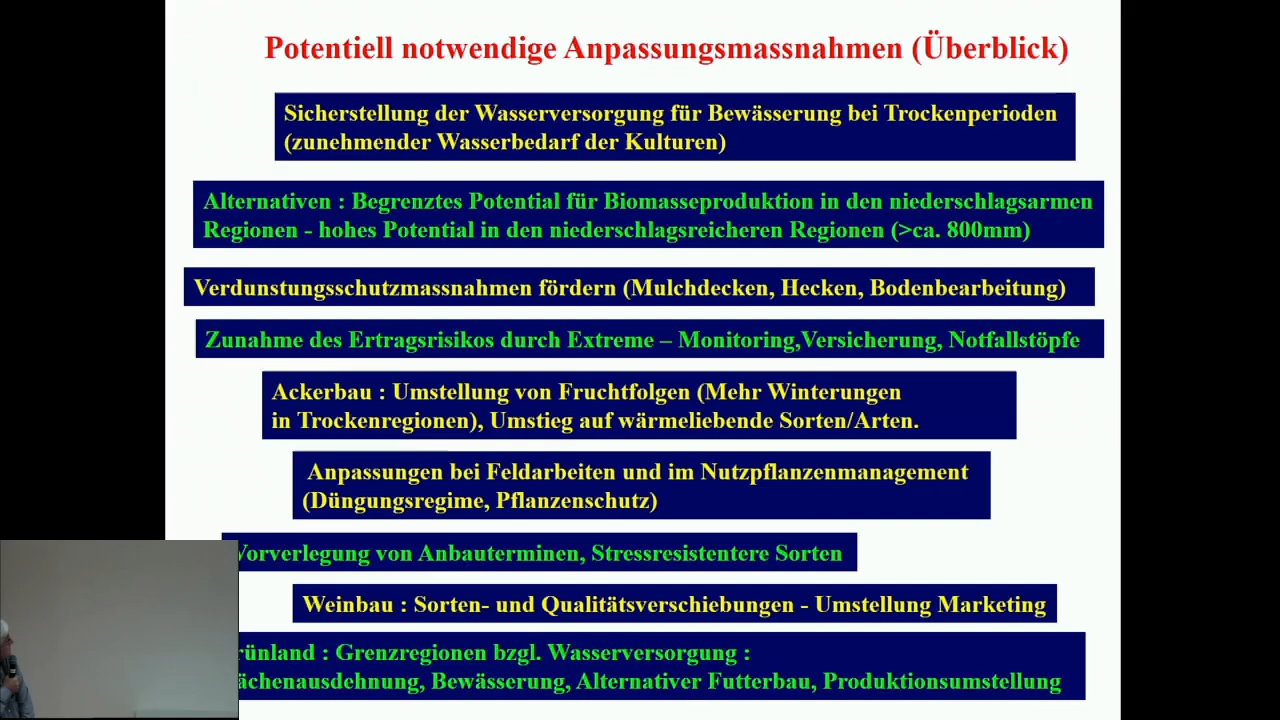 Potentiell notwendige Anpassungsmassnahmen (Überblick)
Sicherstellung der Wasserversorgung für Bewässerung bei Trockenperioden
(zunehmender Wasserbedarf der Kulturen)
Alternativen : Begrenztes Potential für Biomasseproduktion in den niederschlagsarmen
Regionen - hohes Potential in den niederschlagsreicheren Regionen (>ca. 800mm)
Verdunstungsschutzmassnahmen fördern (Mulchdecken, Hecken, Bodenbearbeitung)
Zunahme des Ertragsrisikos durch Extreme – Monitoring,Versicherung, Notfallstöpfe
Ackerbau : Umstellung von Fruchtfolgen (Mehr Winterungen
in Trockenregionen), Umstieg auf wärmeliebende Sorten/Arten.
Anpassungen bei Feldarbeiten und im Nutzpflanzenmanagement
(Düngungsregime, Pflanzenschutz)
Vorverlegung von Anbauterminen, Stressresistentere Sorten
Weinbau : Sorten- und Qualitätsverschiebungen - Umstellung Marketing
rünland : Grenzregionen bzgl. Wasserversorgung :
ächenausdehnung, Bewässerung, Alternativer Futterbau, Produktionsumstellung